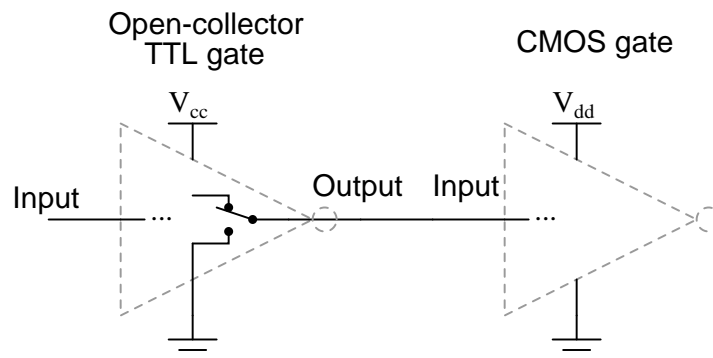 Open-collector
TTL gate
CMOS gate
Vcc
Vdd
Input
...
Output
Input
...